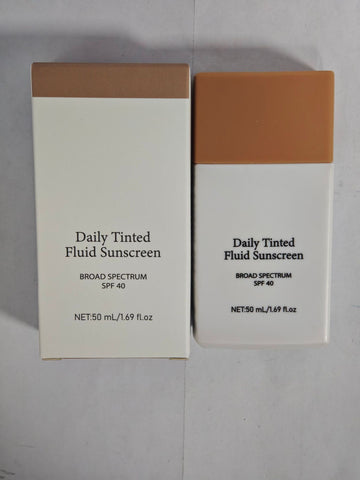 Daily Tinted
Fluid Sunscreen
BROAD SPECTRUM
SPF 40
NET:50 mL/1.69 fl.oz
Daily Tinted
Fluid Sunscreen
BROAD SPECTRUM
SPF 40
NET:50 mL/1.69 fl.oz